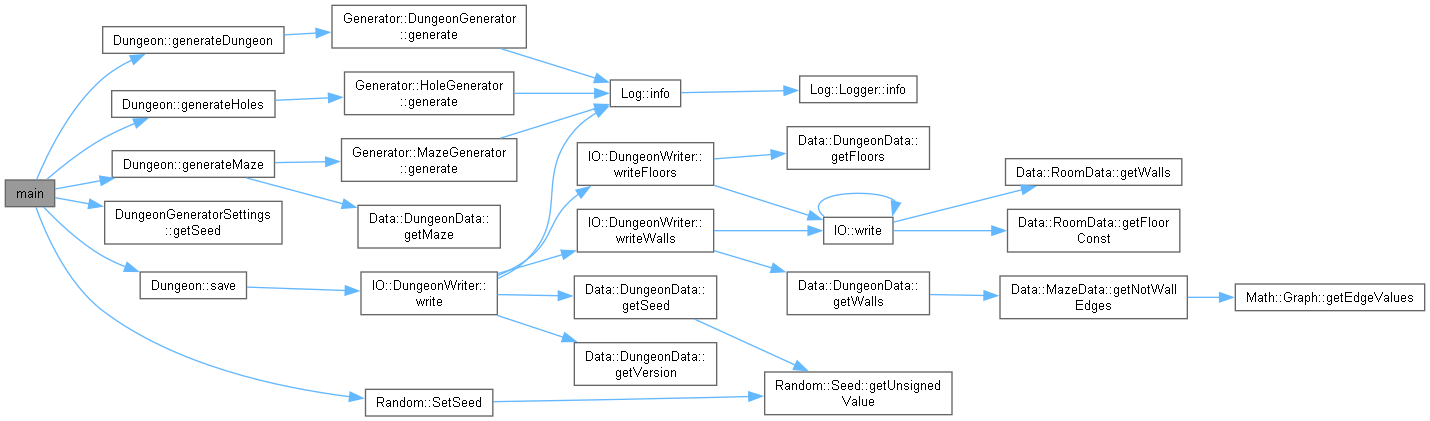 main
Dungeon::generateDungeon
Dungeon::generateHoles
Dungeon::generateMaze
DungeonGeneratorSettings
::getSeed
Dungeon::save
Random::SetSeed
Generator::DungeonGenerator
::generate
Generator::HoleGenerator
::generate
Generator::MazeGenerator
::generate
Data::DungeonData::
getMaze
IO::DungeonWriter::
write
Log::info
IO::DungeonWriter::
writeFloors
IO::DungeonWriter::
writeWalls
Data::DungeonData::
getSeed
Data::DungeonData::
getVersion
Log::Logger::info
Data::DungeonData::
getFloors
IO::write
Data::DungeonData::
getWalls
Random::Seed::getUnsigned
Value
Data::RoomData::getWalls
Data::RoomData::getFloor
Const
Data::MazeData::getNotWall
Edges
Math::Graph::getEdgeValues